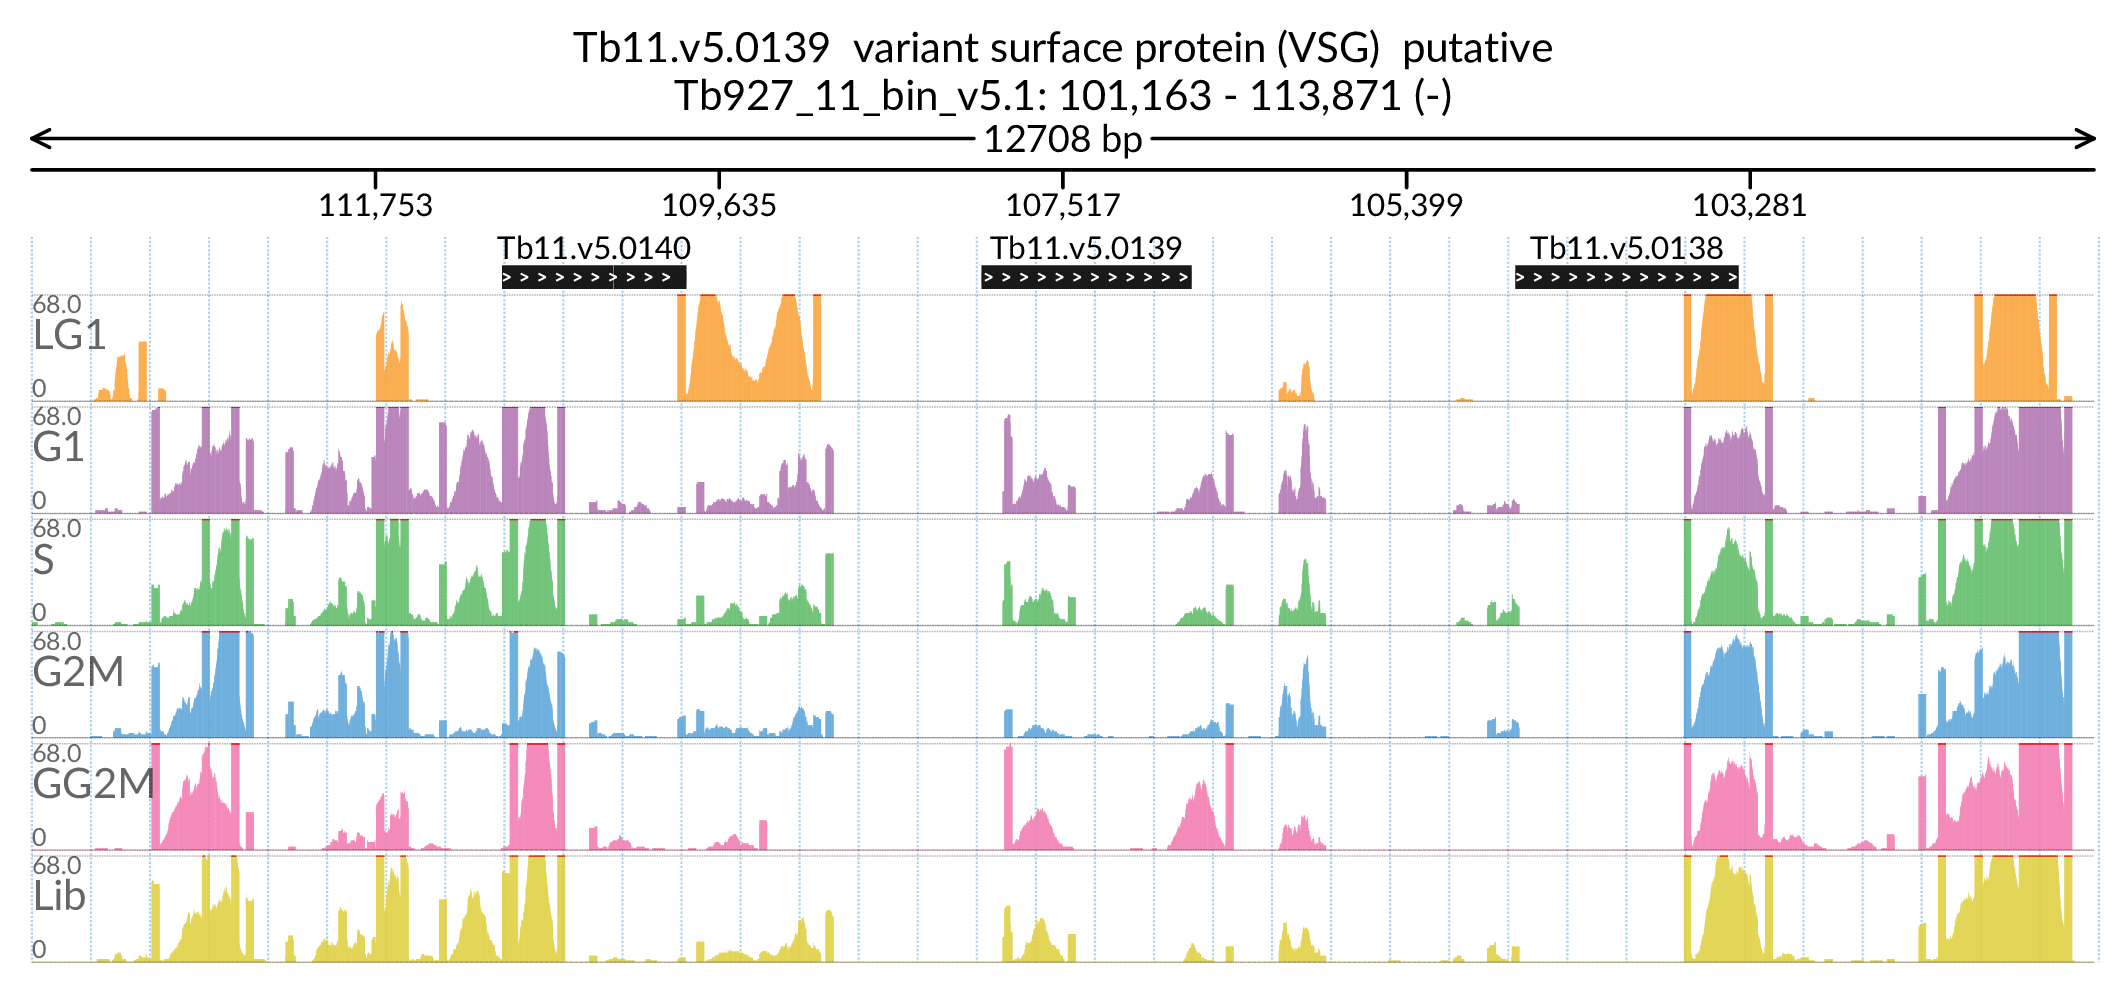 Tb11.v5.0139  variant surface protein (VSG)  putative
Tb927_11_bin_v5.1: 101,163 - 113,871 (-)
12708 bp
111,753 109,635 107,517 105,399 103,281
Tb11.v5.0140 Tb11.v5.0139 Tb11.v5.0138
68.0
LG1
0
68.0
G1
0
68.0
S
0
68.0
G2M
0
68.0
GG2M
0
68.0
Lib
0